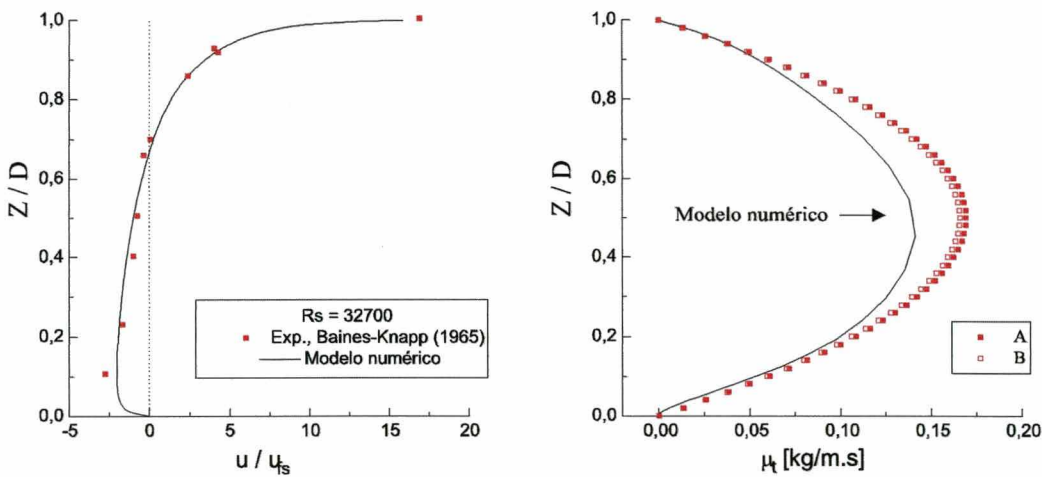 1,0
0,8
0,6
0,4
0,2
0,0
Z / D
-5
0
5
10
15
20
u / ufs
Rs = 32700
Exp., Baines-Knapp (1965)
Modelo numérico
1,0
0,8
0,6
0,4
0,2
0,0
Z / D
0,00
0,05
0,10
0,15
0,20
μt [kg/m.s]
Modelo numérico
A
B